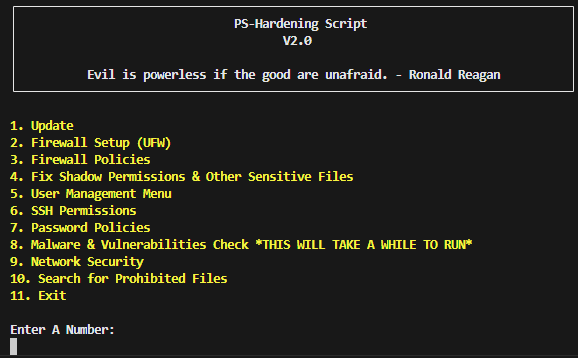 PS-Hardening Script
V2.0
Evil is powerless if the good are unafraid. - Ronald Reagan
1. Update
2. Firewall Setup (UFW)
3. Firewall Policies
4. Fix Shadow Permissions & Other Sensitive Files
5. User Management Menu
6. SSH Permissions
7. Password Policies
8. Malware & Vulnerabilities Check *THIS WILL TAKE A WHILE TO RUN*
9. Network Security
10. Search for Prohibited Files
11. Exit
Enter A Number: